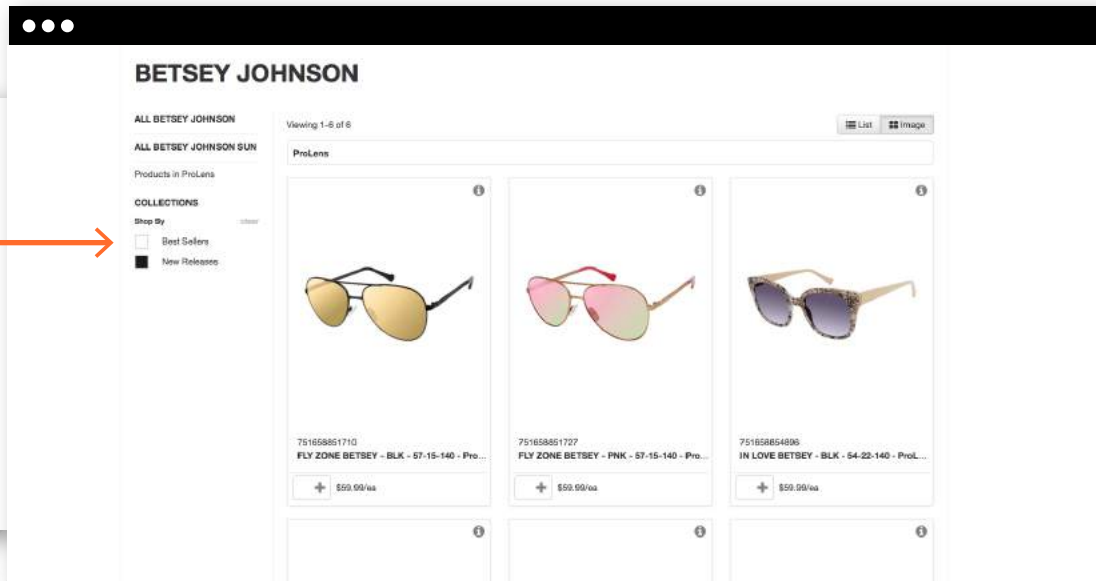 BETSEY JOHNSON
ALL BETSEY JOHNSON
ALL BETSEY JOHNSON SUN
Products in ProLens
COLLECTIONS
Shop By clear
Best Sellers
New Releases
Viewing 1-6 of 6
List Image
ProLens
751658851710
FLY ZONE BETSEY - BLK - 57-15-140 - Pro...
$59.99/ea
751658851727
FLY ZONE BETSEY - PNK - 57-15-140 - Pro...
$59.99/ea
751658854896
IN LOVE BETSEY - BLK - 54-22-140 - ProL...
$59.99/ea